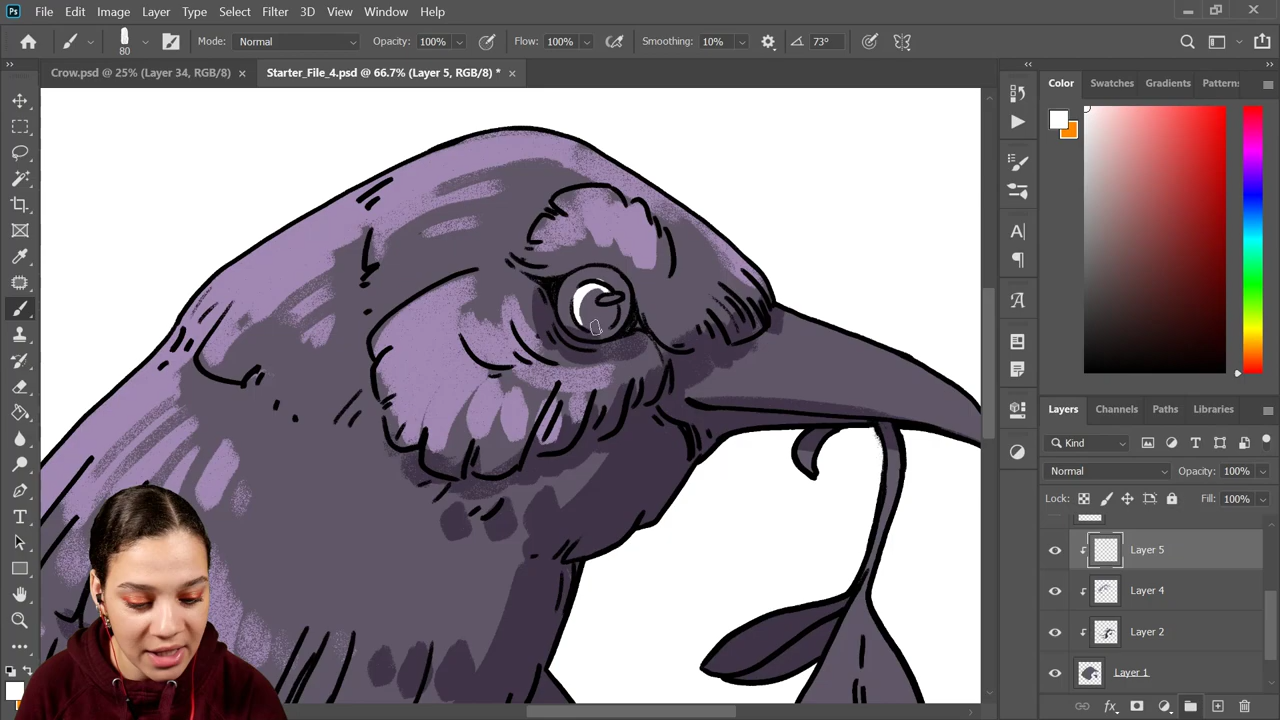 Ps File Edit Image Layer Type Select Filter 3D View Window Help
80 Mode: Normal Opacity: 100% Flow: 100% Smoothing: 10% 73°
Crow.psd @ 25% (Layer 34, RGB/8) × Starter_File_4.psd @ 66.7% (Layer 5, RGB/8) * ×
Color Swatches Gradients Pattern:
Layers Channels Paths Libraries
Kind
Normal Opacity: 100%
Lock: Fill: 100%
Layer 5
Layer 4
Layer 2
Layer 1
fx